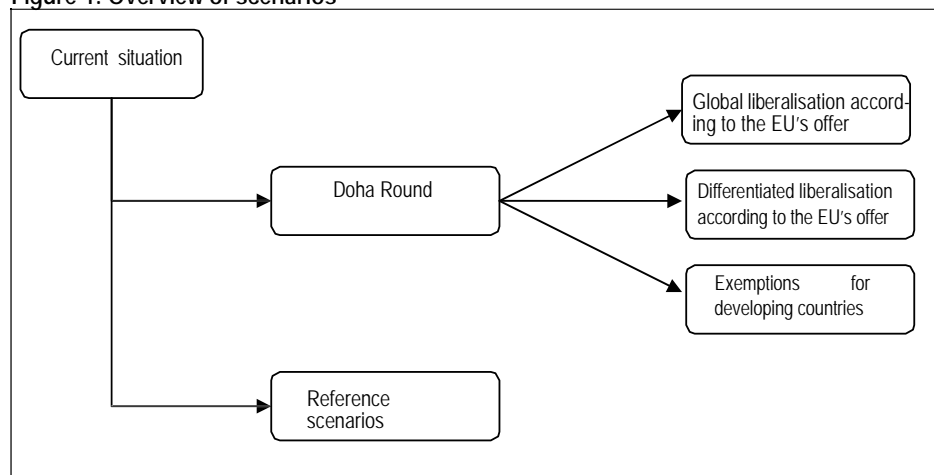 Figure 1: Overview of scenarios
Current situation
Global liberalisation accord-
ing to the EU's offer
Doha Round
Differentiated liberalisation
according to the EU's offer
Exemptions for
developing countries
Reference
scenarios